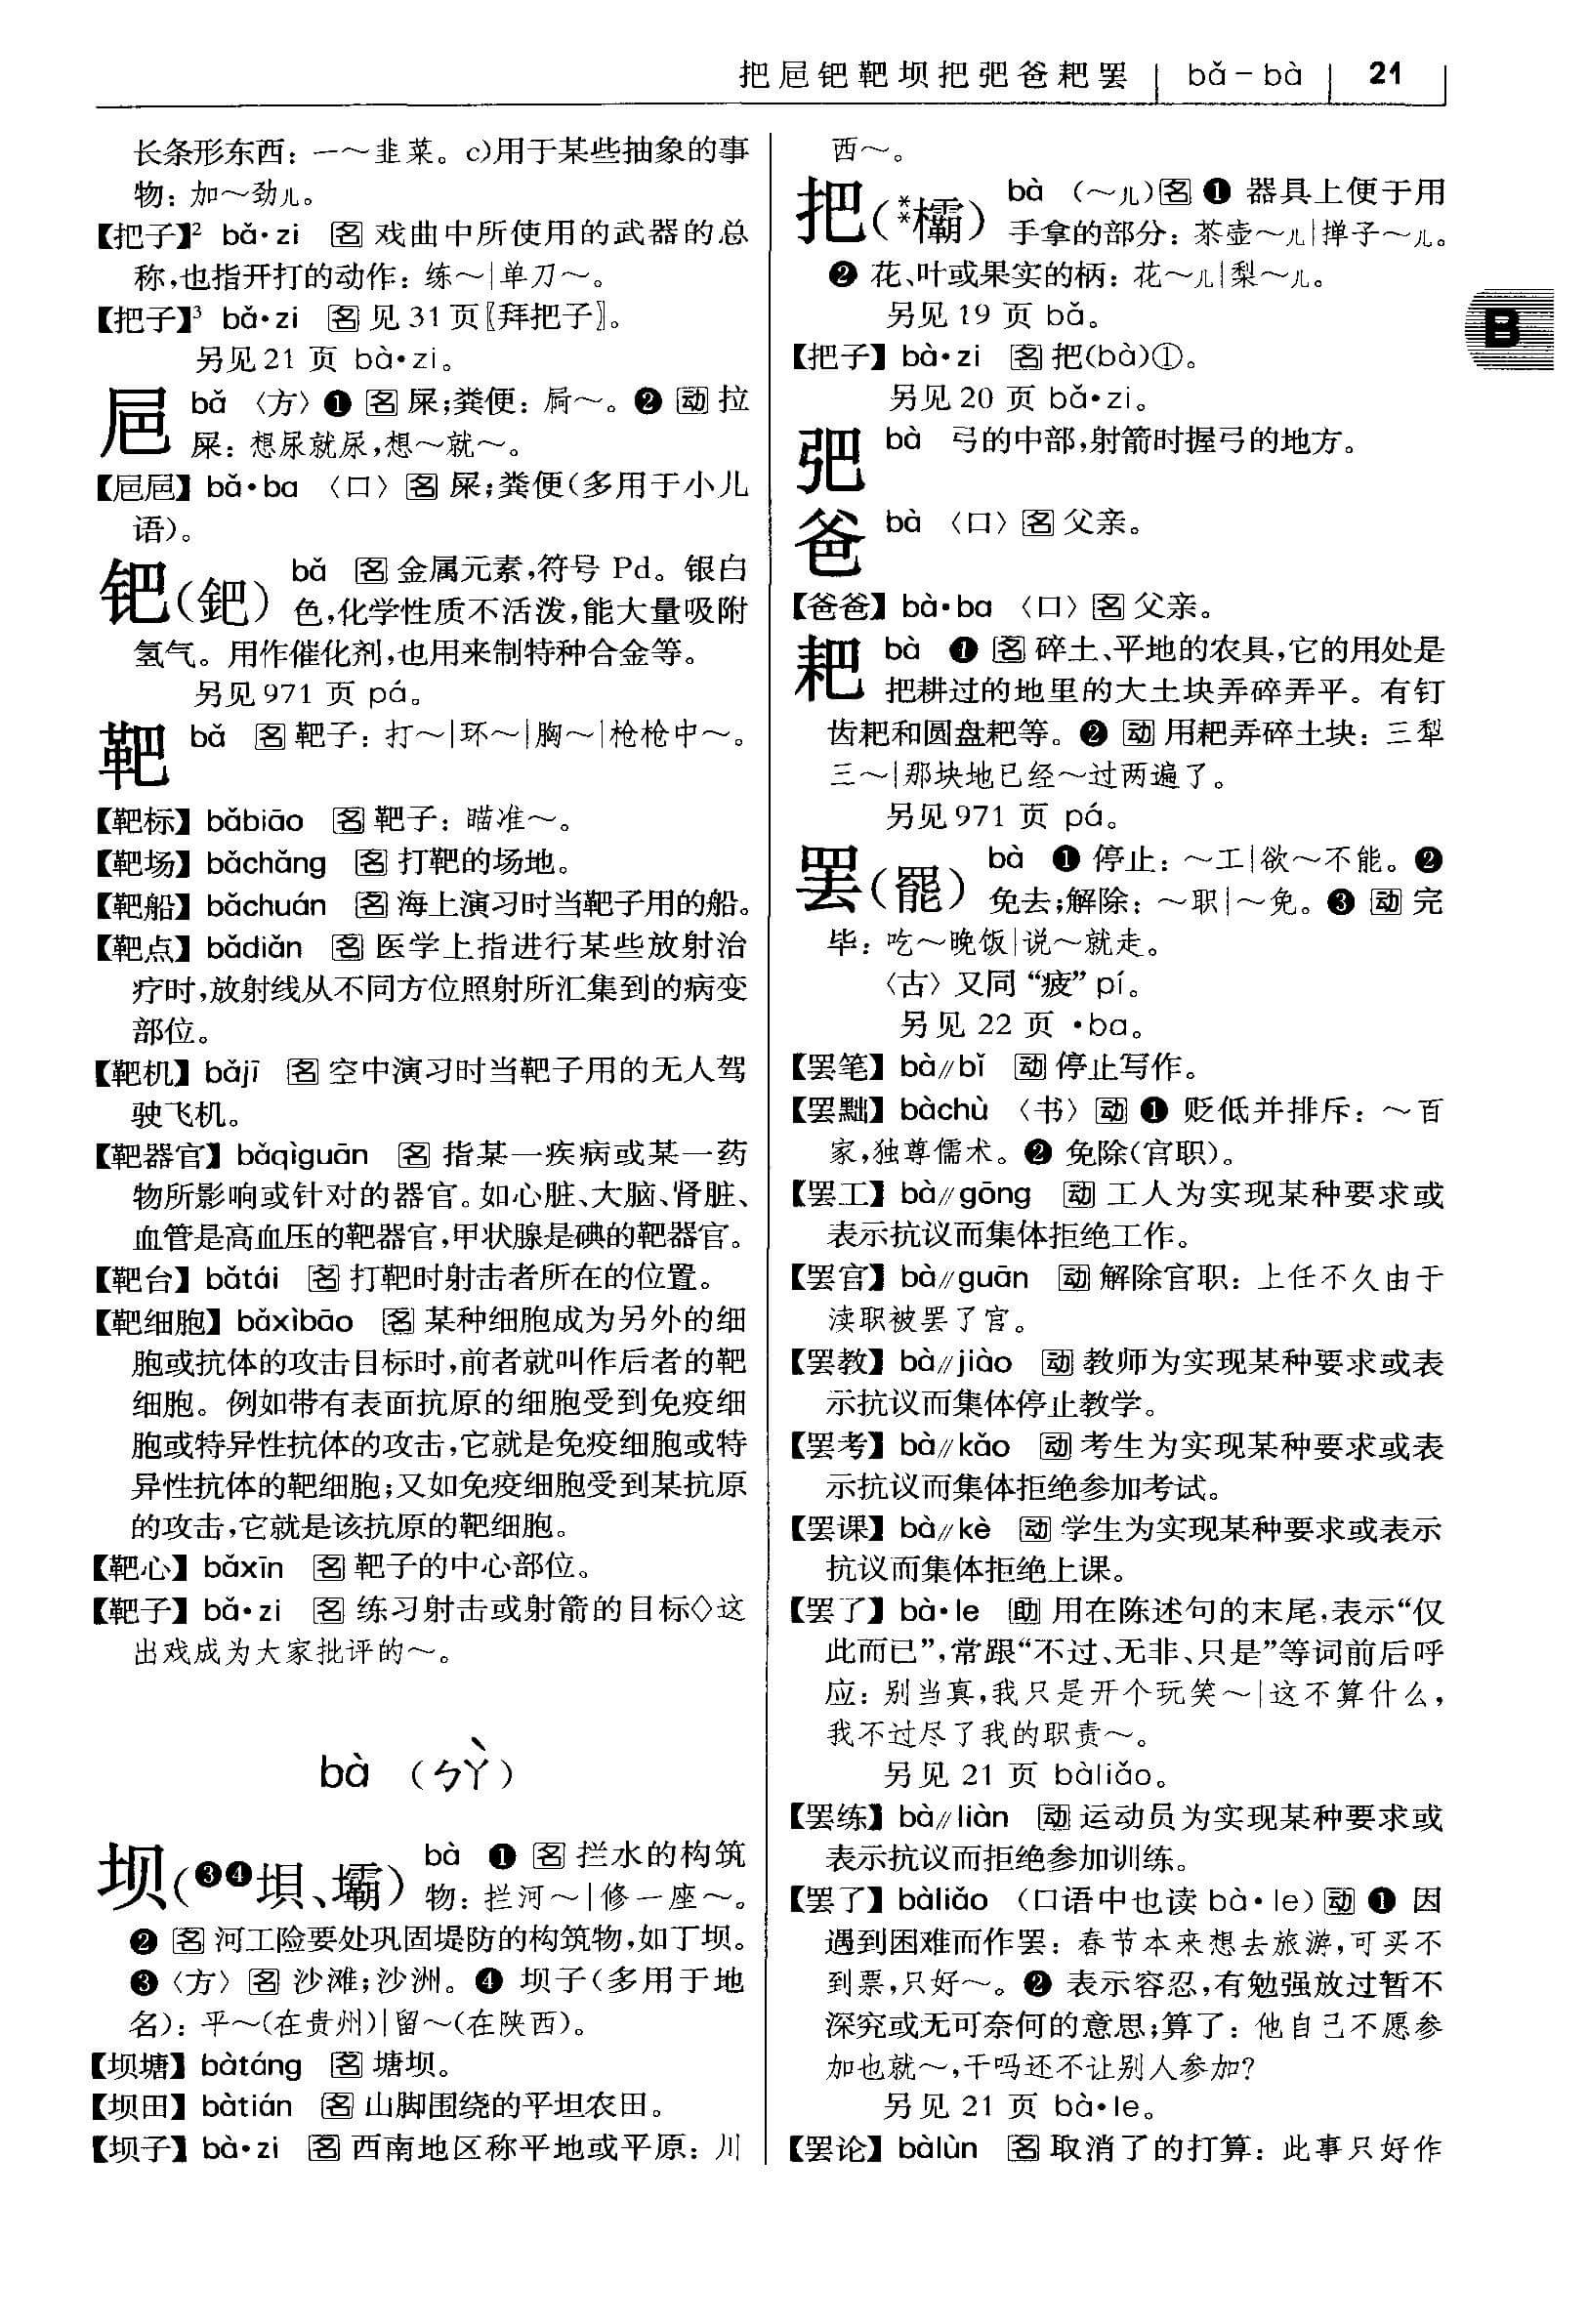 把㞎钯靶坝把弝爸耙罢 bǎ－bà 21
长条形东西：一～韭菜。c)用于某些抽象的事
物：加～劲儿。
【把子】² bǎ·zi 名 戏曲中所使用的武器的总
称，也指开打的动作：练～|单刀～。
【把子】³ bǎ·zi 名 见31页〖拜把子〗。
另见21 页 bà·zi。
㞎 bǎ 〈方〉❶ 名 屎；粪便：屙～。❷ 动 拉
屎：想尿就尿，想～就～。
【㞎㞎】bǎ·ba 〈口〉名 屎；粪便（多用于小儿
语）。
钯（鈀） bǎ 名 金属元素，符号 Pd。银白
色，化学性质不活泼，能大量吸附
氢气。用作催化剂，也用来制特种合金等。
另见971 页 pá。
靶 bǎ 名 靶子：打～|环～|胸～|枪枪中～。
【靶标】bǎbiāo 名 靶子：瞄准～。
【靶场】bǎchǎng 名 打靶的场地。
【靶船】bǎchuán 名 海上演习时当靶子用的船。
【靶点】bǎdiǎn 名 医学上指进行某些放射治
疗时，放射线从不同方位照射所汇集到的病变
部位。
【靶机】bǎjī 名 空中演习时当靶子用的无人驾
驶飞机。
【靶器官】bǎqìguān 名 指某一疾病或某一药
物所影响或针对的器官。如心脏、大脑、肾脏、
血管是高血压的靶器官，甲状腺是碘的靶器官。
【靶台】bǎtái 名 打靶时射击者所在的位置。
【靶细胞】bǎxìbāo 名 某种细胞成为另外的细
胞或抗体的攻击目标时，前者就叫作后者的靶
细胞。例如带有表面抗原的细胞受到免疫细
胞或特异性抗体的攻击，它就是免疫细胞或特
异性抗体的靶细胞；又如免疫细胞受到某抗原
的攻击，它就是该抗原的靶细胞。
【靶心】bǎxīn 名 靶子的中心部位。
【靶子】bǎ·zi 名 练习射击或射箭的目标◇这
出戏成为大家批评的～。
bà （ㄅㄚˋ）
坝（❸❹垻、壩） bà ❶ 名 拦水的构筑
物：拦河～|修一座～。
❷ 名 河工险要处巩固堤防的构筑物，如丁坝。
❸〈方〉名 沙滩；沙洲。❹ 坝子（多用于地
名）：平～（在贵州）|留～（在陕西）。
【坝塘】bàtáng 名 塘坝。
【坝田】bàtián 名 山脚围绕的平坦农田。
【坝子】bà·zi 名 西南地区称平地或平原：川
西～。
把（**欛） bà （～儿）名 ❶ 器具上便于用
手拿的部分：茶壶～儿|掸子～儿。
❷ 花、叶或果实的柄：花～儿|梨～儿。
另见19 页 bǎ。
【把子】bà·zi 名 把(bà)①。
另见20 页 bǎ·zi。
弝 bà 弓的中部，射箭时握弓的地方。
爸 bà 〈口〉名 父亲。
【爸爸】bà·ba 〈口〉名 父亲。
耙 bà ❶ 名 碎土、平地的农具，它的用处是
把耕过的地里的大土块弄碎弄平。有钉
齿耙和圆盘耙等。❷ 动 用耙弄碎土块：三犁
三～|那块地已经～过两遍了。
另见971 页 pá。
罢（罷） bà ❶ 停止：～工|欲～不能。❷
免去；解除：～职|～免。❸ 动 完
毕：吃～晚饭|说～就走。
〈古〉又同“疲”pí。
另见 22 页 ·ba。
【罢笔】bà∥bǐ 动 停止写作。
【罢黜】bàchù 〈书〉动 ❶ 贬低并排斥：～百
家，独尊儒术。❷ 免除（官职）。
【罢工】bà∥gōng 动 工人为实现某种要求或
表示抗议而集体拒绝工作。
【罢官】bà∥guān 动 解除官职：上任不久由于
渎职被罢了官。
【罢教】bà∥jiào 动 教师为实现某种要求或表
示抗议而集体停止教学。
【罢考】bà∥kǎo 动 考生为实现某种要求或表
示抗议而集体拒绝参加考试。
【罢课】bà∥kè 动 学生为实现某种要求或表示
抗议而集体拒绝上课。
【罢了】bà·le 助 用在陈述句的末尾，表示“仅
此而已”，常跟“不过、无非、只是”等词前后呼
应：别当真，我只是开个玩笑～|这不算什么，
我不过尽了我的职责～。
另见 21 页 bàliǎo。
【罢练】bà∥liàn 动 运动员为实现某种要求或
表示抗议而拒绝参加训练。
【罢了】bàliǎo （口语中也读 bà·le）动 ❶ 因
遇到困难而作罢：春节本来想去旅游，可买不
到票，只好～。❷ 表示容忍，有勉强放过暂不
深究或无可奈何的意思；算了：他自己不愿参
加也就～，干吗还不让别人参加？
另见 21 页 bà·le。
【罢论】bàlùn 名 取消了的打算：此事只好作
B